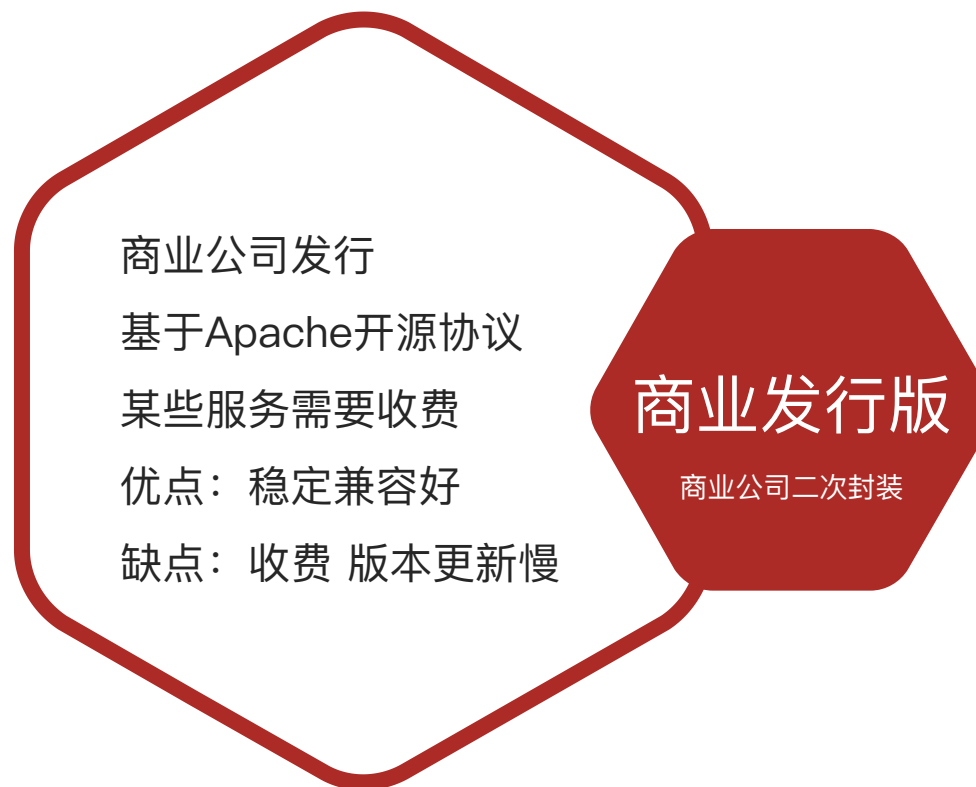 商业公司发行
基于Apache开源协议
某些服务需要收费
优点：稳定兼容好
缺点：收费 版本更新慢
商业发行版
商业公司二次封装